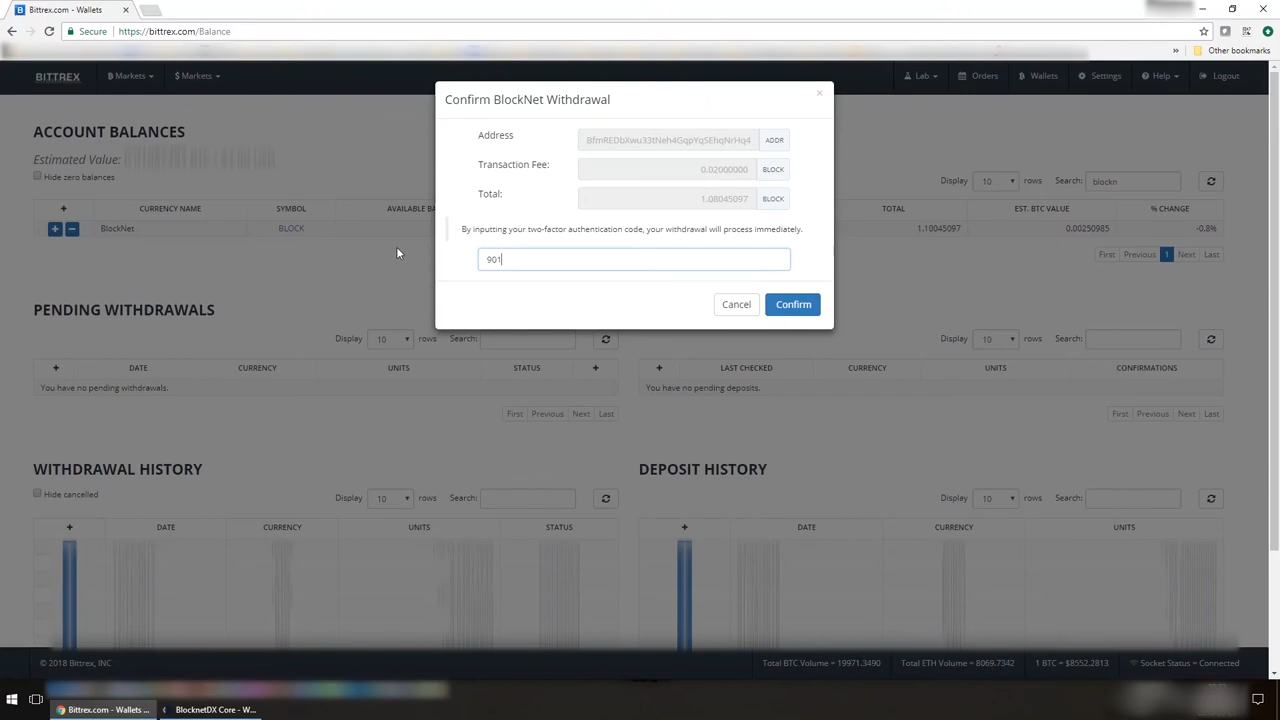 Bittrex.com - Wallets
Secure https://bittrex.com/Balance
» Other bookmarks
BITTREX Markets $ Markets Lab Orders Wallets Settings Help Logout
Confirm BlockNet Withdrawal ×
Address BfmREDbXwu33tNeh4GqpYqSEhqNrHq4 ADDR
Transaction Fee: 0.02000000 BLOCK
Total: 1.08045097 BLOCK
By inputting your two-factor authentication code, your withdrawal will process immediately.
901
Cancel Confirm
ACCOUNT BALANCES
Estimated Value:
Hide zero balances Display 10 Search: blockn
+ CURRENCY NAME SYMBOL AVAILABLE BA TOTAL EST. BTC VALUE % CHANGE
BlockNet BLOCK 1.10045097 0.00250985 -0.8%
First Previous 1 Next Last
PENDING WITHDRAWALS
Display 10 rows Search: Display 10 rows Search:
+ DATE CURRENCY UNITS STATUS + + LAST CHECKED CURRENCY UNITS CONFIRMATIONS
You have no pending withdrawals. You have no pending deposits.
First Previous Next Last First Previous Next Last
WITHDRAWAL HISTORY DEPOSIT HISTORY
Hide cancelled Display 10 rows Search: Display 10 rows Search:
+ DATE CURRENCY UNITS STATUS + DATE CURRENCY UNITS
© 2018 Bittrex, INC Total BTC Volume = 19971.3490 Total ETH Volume = 8069.7342 1 BTC = $8552.2813 Socket Status = Connected
Bittrex.com - Wallets ... BlocknetDX Core - W...